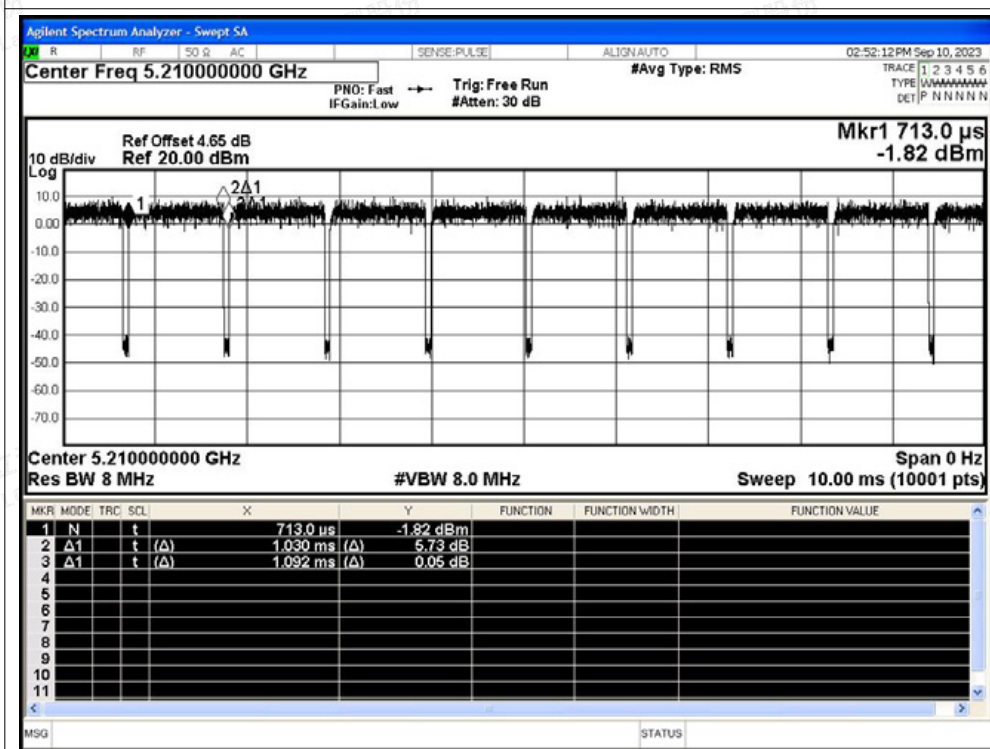 Agilent Spectrum Analyzer - Swept SA
R RF 50 Ω AC SENSE:PULSE ALIGN AUTO 02:52:12 PM Sep 10, 2023
Center Freq 5.210000000 GHz #Avg Type: RMS TRACE 1 2 3 4 5 6
PNO: Fast Trig: Free Run TYPE
IFGain:Low #Atten: 30 dB DET P N N N N N
Mkr1 713.0 µs
-1.82 dBm
Ref Offset 4.65 dB
10 dB/div Ref 20.00 dBm
Log
10.0
0.00
-10.0
-20.0
-30.0
-40.0
-50.0
-60.0
-70.0
1
2Δ1
Center 5.210000000 GHz Span 0 Hz
Res BW 8 MHz #VBW 8.0 MHz Sweep 10.00 ms (10001 pts)
MKR MODE TRC SCL X Y FUNCTION FUNCTION WIDTH FUNCTION VALUE
1 N t 713.0 µs -1.82 dBm
2 Δ1 t (Δ) 1.030 ms (Δ) 5.73 dB
3 Δ1 t (Δ) 1.092 ms (Δ) 0.05 dB
4
5
6
7
8
9
10
11
MSG STATUS